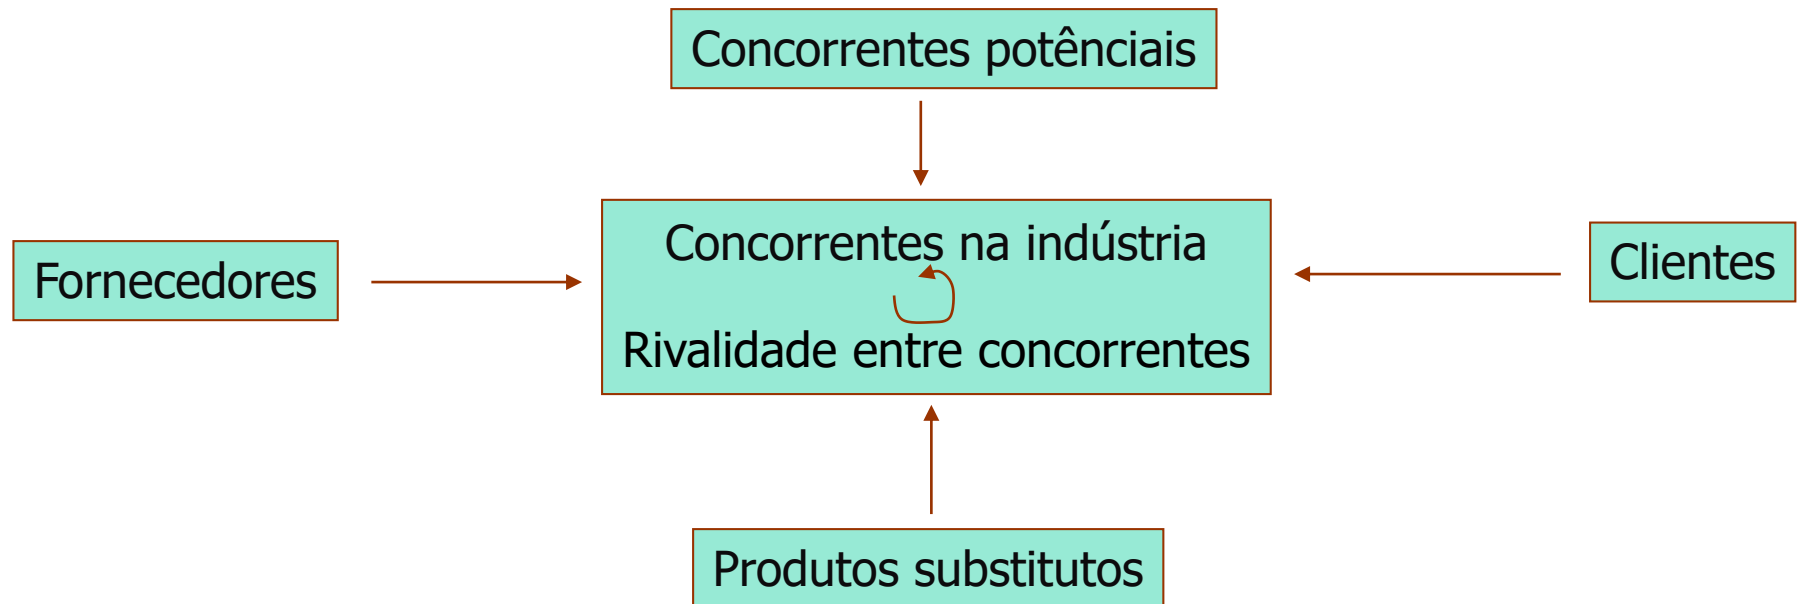 Concorrentes potênciais
Fornecedores
Concorrentes na indústria
Rivalidade entre concorrentes
Clientes
Produtos substitutos